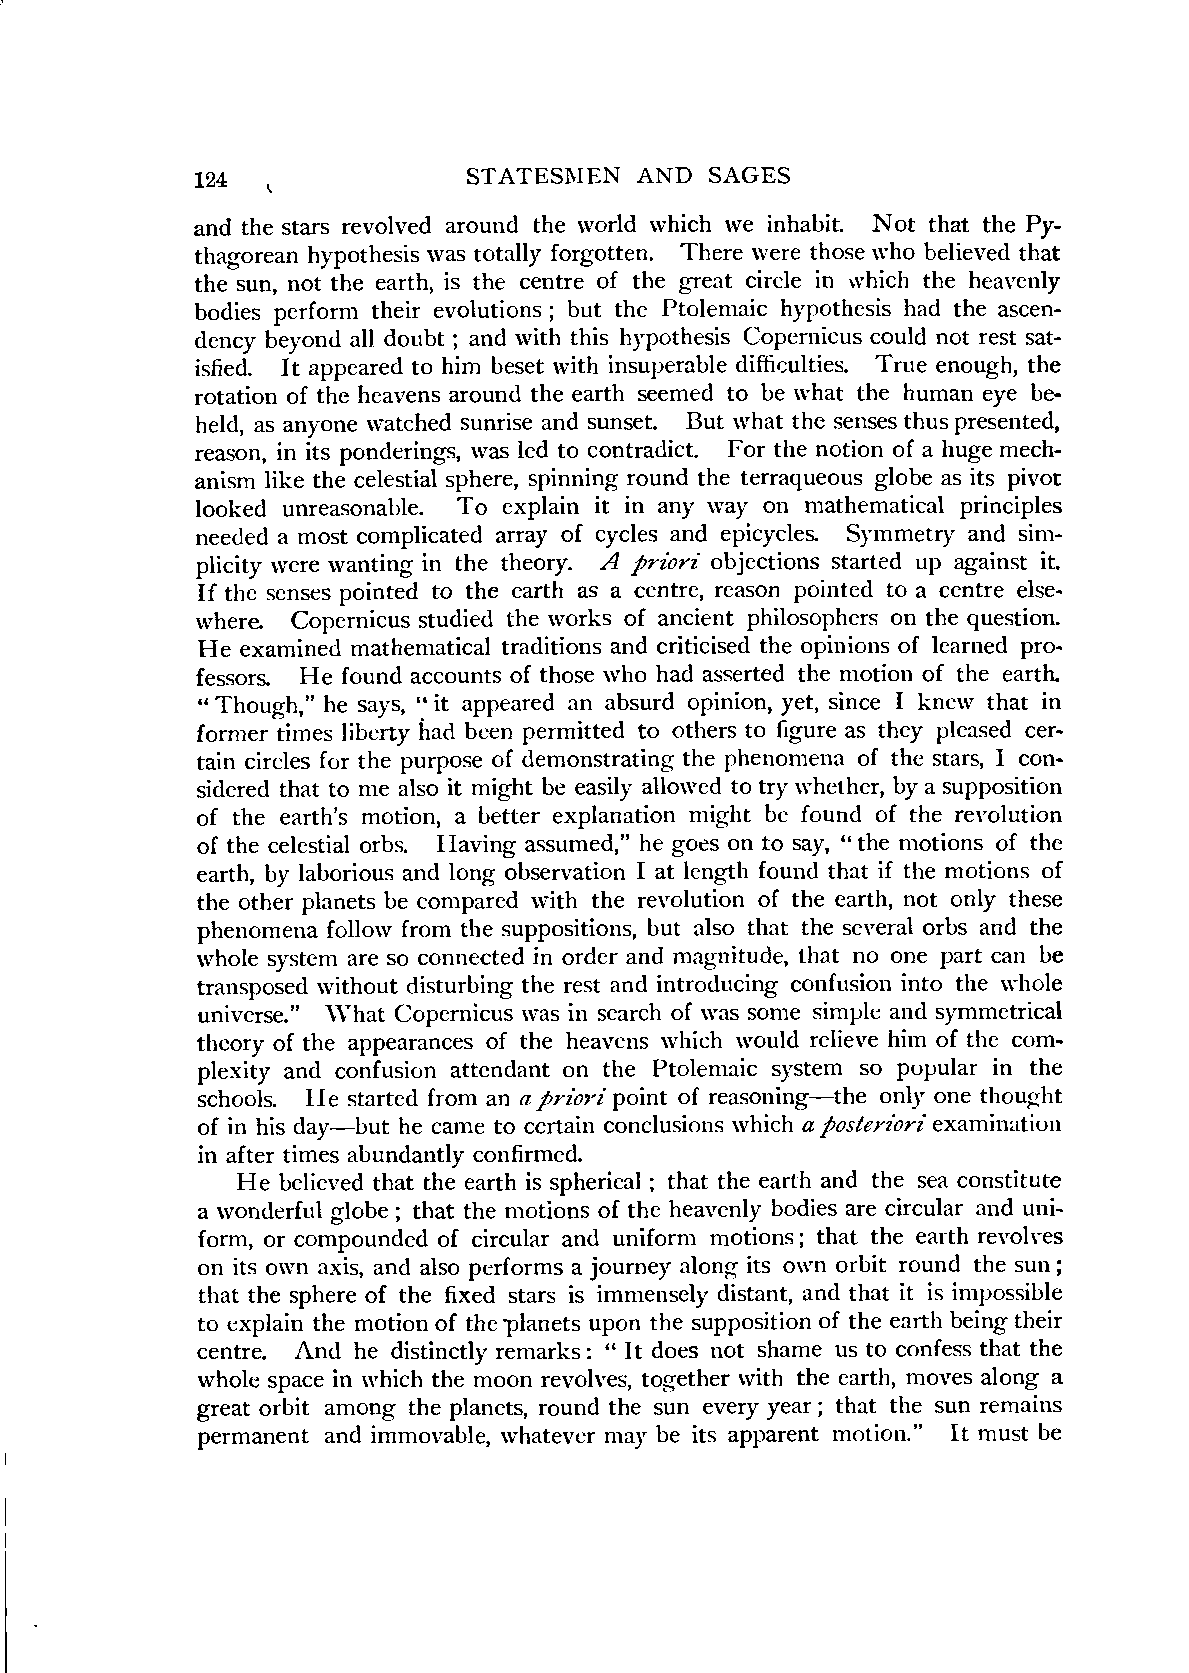 124 STATESMEN AND SAGES
and the stars revolved around the world which we inhabit. Not that the Py-
thagorean hypothesis was totally forgotten. There were those who believed that
the sun, not the earth, is the centre of the great circle in which the heavenly
bodies perform their evolutions; but the Ptolemaic hypothesis had the ascen-
dency beyond all doubt; and with this hypothesis Copernicus could not rest sat-
isfied. It appeared to him beset with insuperable difficulties. True enough, the
rotation of the heavens around the earth seemed to be what the human eye be-
held, as anyone watched sunrise and sunset. But what the senses thus presented,
reason, in its ponderings, was led to contradict. For the notion of a huge mech-
anism like the celestial sphere, spinning round the terraqueous globe as its pivot
looked unreasonable. To explain it in any way on mathematical principles
needed a most complicated array of cycles and epicycles. Symmetry and sim-
plicity were wanting in the theory. A priori objections started up against it.
If the senses pointed to the earth as a centre, reason pointed to a centre else-
where. Copernicus studied the works of ancient philosophers on the question.
He examined mathematical traditions and criticised the opinions of learned pro-
fessors. He found accounts of those who had asserted the motion of the earth.
"Though," he says, "it appeared an absurd opinion, yet, since I knew that in
former times liberty had been permitted to others to figure as they pleased cer-
tain circles for the purpose of demonstrating the phenomena of the stars, I con-
sidered that to me also it might be easily allowed to try whether, by a supposition
of the earth's motion, a better explanation might be found of the revolution
of the celestial orbs. Having assumed," he goes on to say, "the motions of the
earth, by laborious and long observation I at length found that if the motions of
the other planets be compared with the revolution of the earth, not only these
phenomena follow from the suppositions, but also that the several orbs and the
whole system are so connected in order and magnitude, that no one part can be
transposed without disturbing the rest and introducing confusion into the whole
universe." What Copernicus was in search of was some simple and symmetrical
theory of the appearances of the heavens which would relieve him of the com-
plexity and confusion attendant on the Ptolemaic system so popular in the
schools. He started from an a priori point of reasoning—the only one thought
of in his day—but he came to certain conclusions which a posteriori examination
in after times abundantly confirmed.
He believed that the earth is spherical; that the earth and the sea constitute
a wonderful globe; that the motions of the heavenly bodies are circular and uni-
form, or compounded of circular and uniform motions; that the earth revolves
on its own axis, and also performs a journey along its own orbit round the sun;
that the sphere of the fixed stars is immensely distant, and that it is impossible
to explain the motion of the planets upon the supposition of the earth being their
centre. And he distinctly remarks: "It does not shame us to confess that the
whole space in which the moon revolves, together with the earth, moves along a
great orbit among the planets, round the sun every year; that the sun remains
permanent and immovable, whatever may be its apparent motion." It must be